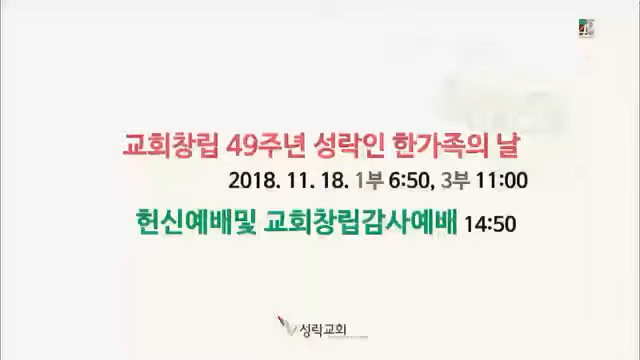 교회창립 49주년 성락인 한가족의 날
2018. 11. 18. 1부 6:50, 3부 11:00
헌신예배및 교회창립감사예배 14:50
성락교회